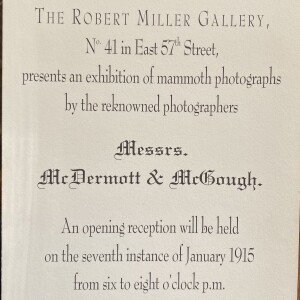 The Robert Miller Gallery,
No. 41 in East 57th Street,
presents an exhibition of mammoth photographs
by the reknowned photographers
Messrs.
McDermott & McGough.
An opening reception will be held
on the seventh instance of January 1915
from six to eight o'clock p.m.